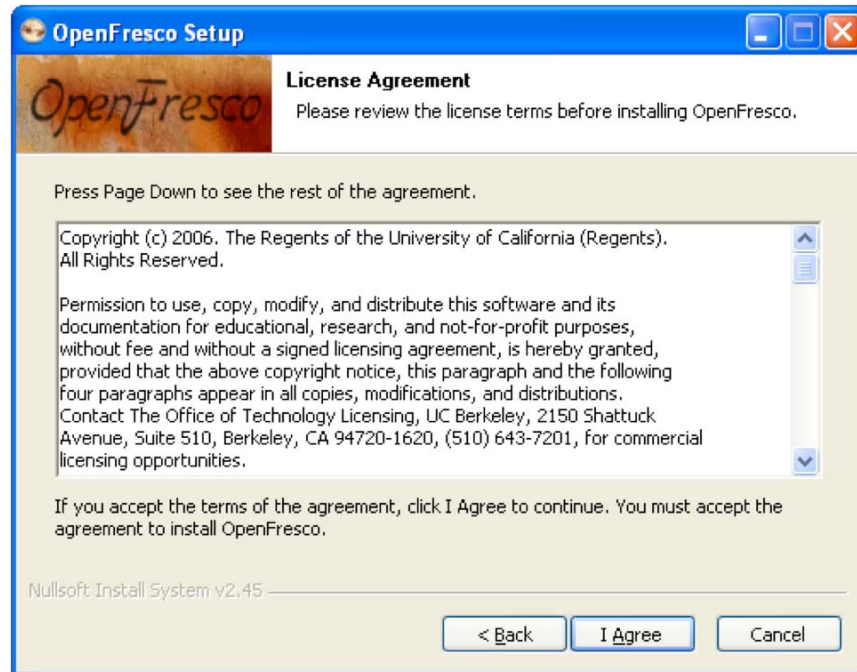 OpenFresco Setup
OpenFresco
License Agreement
Please review the license terms before installing OpenFresco.
Press Page Down to see the rest of the agreement.
Copyright (c) 2006. The Regents of the University of California (Regents).
All Rights Reserved.
Permission to use, copy, modify, and distribute this software and its
documentation for educational, research, and not-for-profit purposes,
without fee and without a signed licensing agreement, is hereby granted,
provided that the above copyright notice, this paragraph and the following
four paragraphs appear in all copies, modifications, and distributions.
Contact The Office of Technology Licensing, UC Berkeley, 2150 Shattuck
Avenue, Suite 510, Berkeley, CA 94720-1620, (510) 643-7201, for commercial
licensing opportunities.
If you accept the terms of the agreement, click I Agree to continue. You must accept the
agreement to install OpenFresco.
Nullsoft Install System v2.45
< Back I Agree Cancel